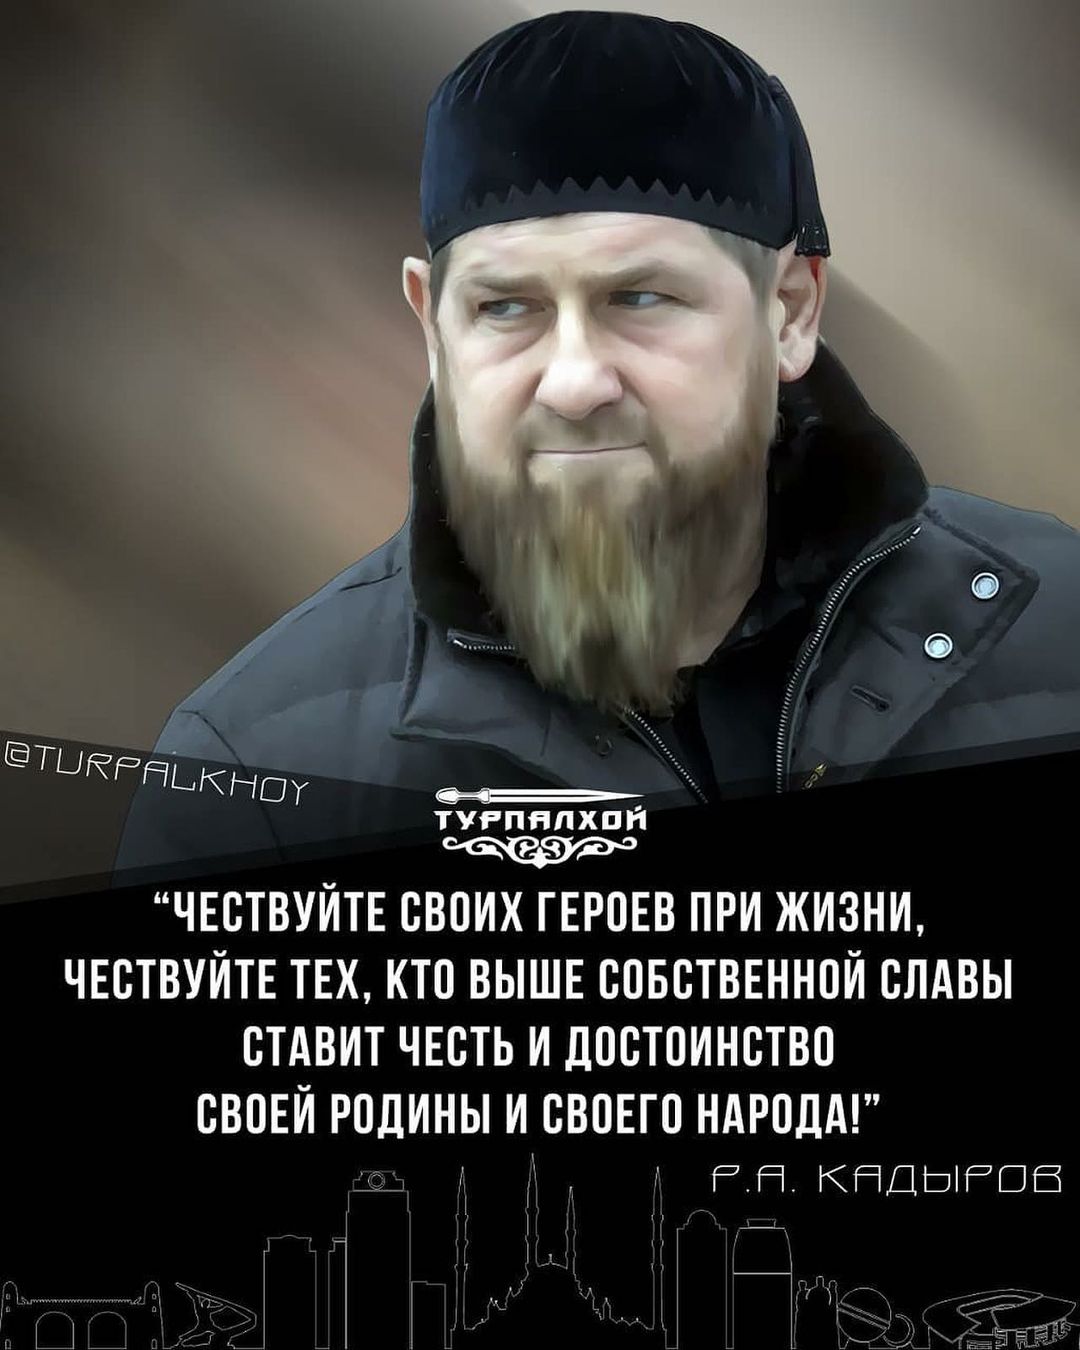 @TURPALKHOY
ТУРПАЛХОЙ
“ЧЕСТВУЙТЕ СВОИХ ГЕРОЕВ ПРИ ЖИЗНИ,
ЧЕСТВУЙТЕ ТЕХ, КТО ВЫШЕ СОБСТВЕННОЙ СЛАВЫ
СТАВИТ ЧЕСТЬ И ДОСТОИНСТВО
СВОЕЙ РОДИНЫ И СВОЕГО НАРОДА!”
Р.А. КАДЫРОВ